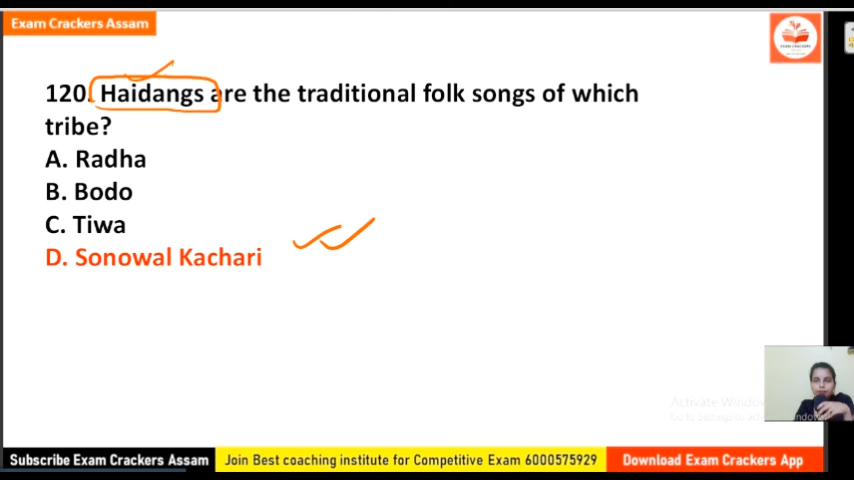 Exam Crackers Assam
120. Haidangs are the traditional folk songs of which
tribe?
A. Radha
B. Bodo
C. Tiwa
D. Sonowal Kachari
Subscribe Exam Crackers Assam
Join Best coaching institute for Competitive Exam 6000575929
Download Exam Crackers App